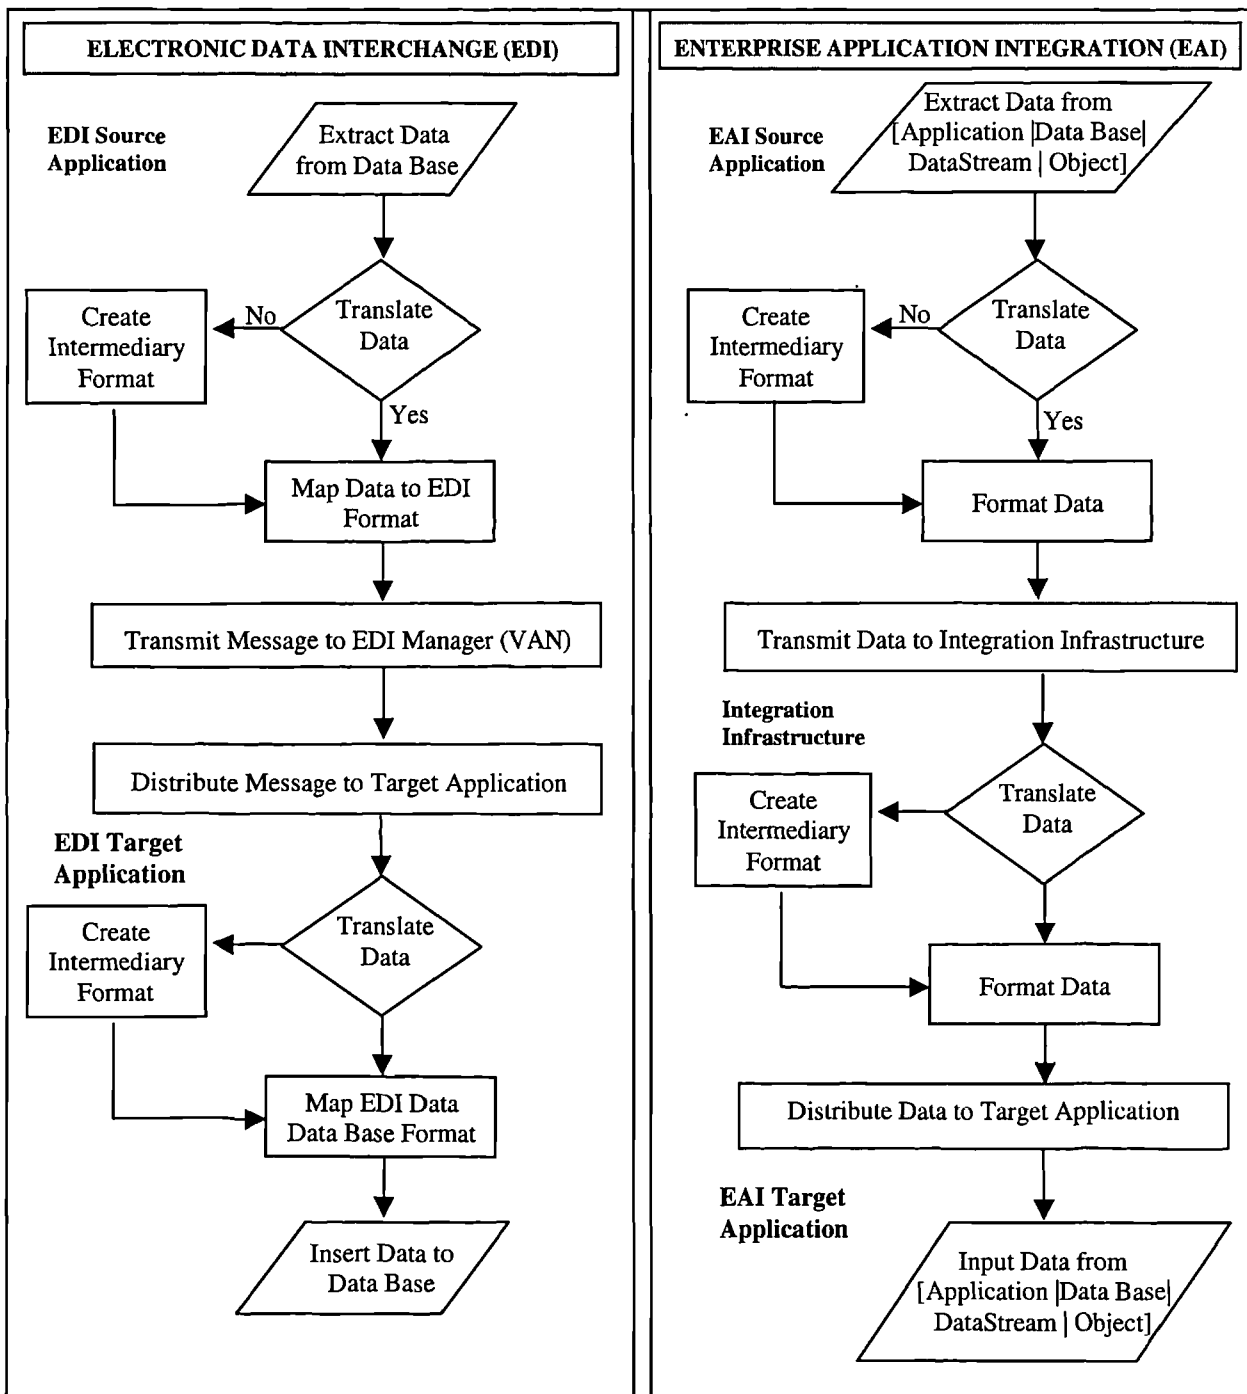 ELECTRONIC DATA INTERCHANGE (EDI)
EDI Source
Application
Extract Data
from Data Base
Translate
Data
No
Create
Intermediary
Format
Yes
Map Data to EDI
Format
Transmit Message to EDI Manager (VAN)
Distribute Message to Target Application
EDI Target
Application
Translate
Data
Create
Intermediary
Format
Map EDI Data
Data Base Format
Insert Data to
Data Base
ENTERPRISE APPLICATION INTEGRATION (EAI)
EAI Source
Application
Extract Data from
[Application |Data Base|
DataStream | Object]
Translate
Data
No
Create
Intermediary
Format
Yes
Format Data
Transmit Data to Integration Infrastructure
Integration
Infrastructure
Translate
Data
Create
Intermediary
Format
Format Data
Distribute Data to Target Application
EAI Target
Application
Input Data from
[Application |Data Base|
DataStream | Object]